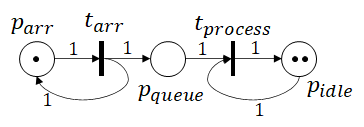 p_arr t_arr t_process
1 1 1 1
p_queue p_idle
1 1